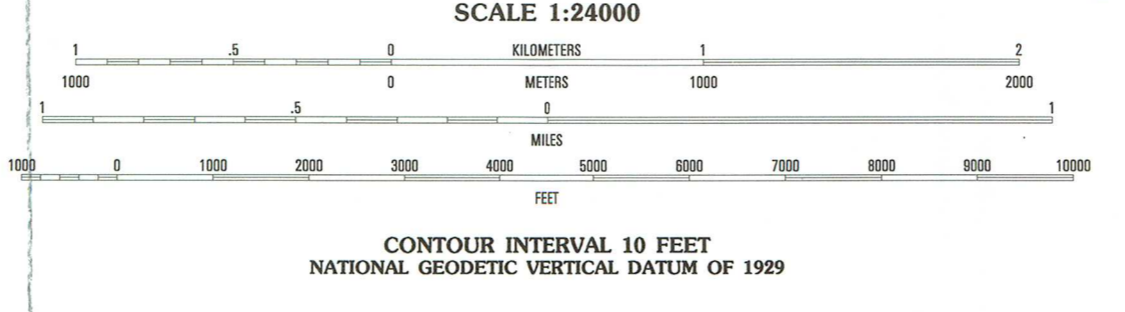 SCALE 1:24000
1 .5 0 KILOMETERS 1 2
1000 0 METERS 1000 2000
1 .5 0 1
MILES
1000 0 1000 2000 3000 4000 5000 6000 7000 8000 9000 10000
FEET
CONTOUR INTERVAL 10 FEET
NATIONAL GEODETIC VERTICAL DATUM OF 1929